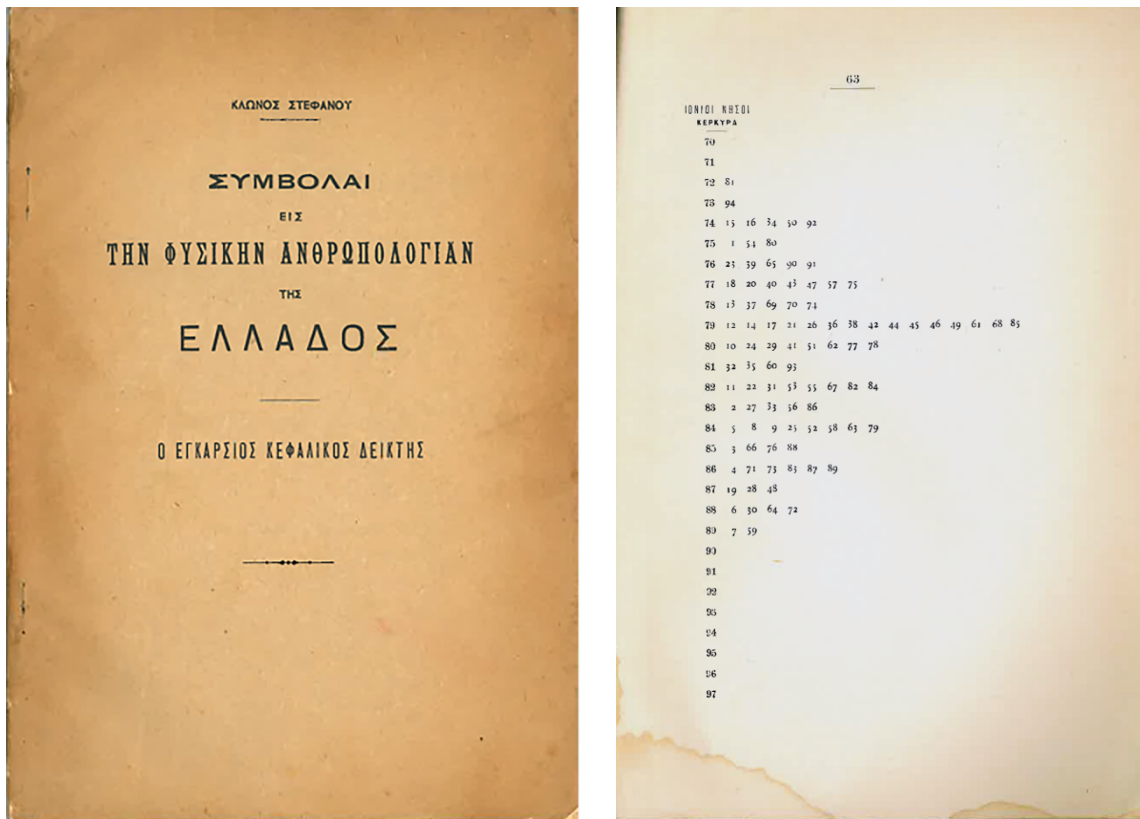 ΚΛΩΝΟΣ ΣΤΕΦΑΝΟΥ
ΣΥΜΒΟΛΑΙ
ΕΙΣ
ΤΗΝ ΦΥΣΙΚΗΝ ΑΝΘΡΩΠΟΛΟΓΙΑΝ
ΤΗΣ
ΕΛΛΑΔΟΣ
Ο ΕΓΚΑΡΣΙΟΣ ΚΕΦΑΛΙΚΟΣ ΔΕΙΚΤΗΣ
63
ΙΟΝΙΟΙ ΝΗΣΟΙ
ΚΕΡΚΥΡΑ
70
71
72 81
73 94
74 15 16 34 50 92
75 1 54 80
76 23 39 65 90 91
77 18 20 40 43 47 57 75
78 13 37 69 70 74
79 12 14 17 21 26 36 38 42 44 45 46 49 61 68 85
80 10 24 29 41 51 62 77 78
81 32 35 60 93
82 11 22 31 53 55 67 82 84
83 2 27 33 56 86
84 5 8 9 25 52 58 63 79
85 3 66 76 88
86 4 71 73 83 87 89
87 19 28 48
88 6 30 64 72
89 7 59
90
91
92
93
94
95
96
97